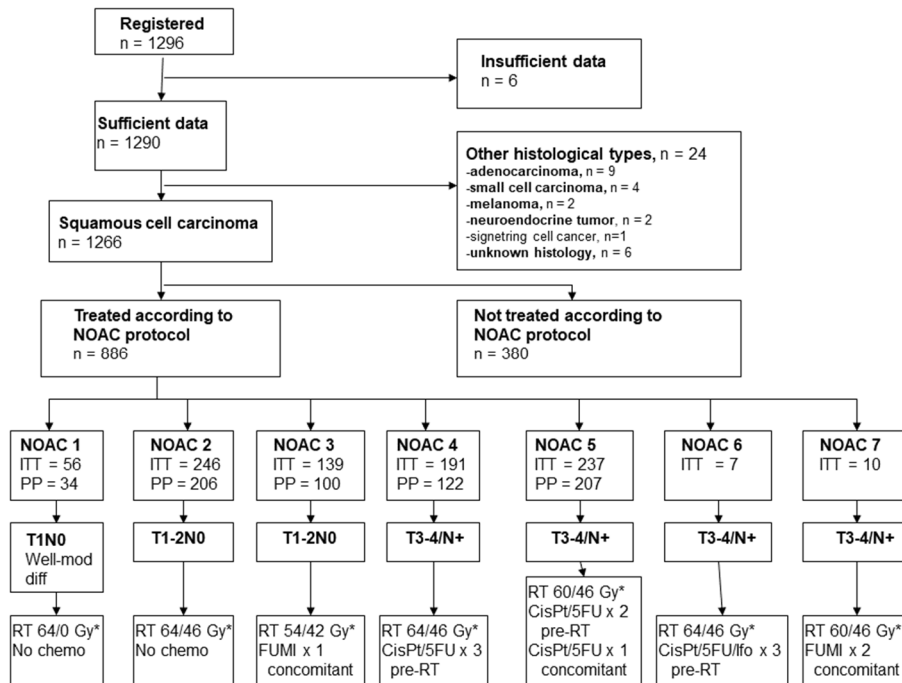 Registered
n = 1296
Insufficient data
n = 6
Sufficient data
n = 1290
Other histological types, n = 24
-adenocarcinoma, n = 9
-small cell carcinoma, n = 4
-melanoma, n = 2
-neuroendocrine tumor, n = 2
-signetring cell cancer, n=1
-unknown histology, n = 6
Squamous cell carcinoma
n = 1266
Treated according to
NOAC protocol
n = 886
Not treated according to
NOAC protocol
n = 380
NOAC 1
ITT = 56
PP = 34
NOAC 2
ITT = 246
PP = 206
NOAC 3
ITT = 139
PP = 100
NOAC 4
ITT = 191
PP = 122
NOAC 5
ITT = 237
PP = 207
NOAC 6
ITT = 7
NOAC 7
ITT = 10
T1N0
Well-mod
diff
T1-2N0
T1-2N0
T3-4/N+
T3-4/N+
T3-4/N+
T3-4/N+
RT 64/0 Gy*
No chemo
RT 64/46 Gy*
No chemo
RT 54/42 Gy*
FUMI x 1
concomitant
RT 64/46 Gy*
CisPt/5FU x 3
pre-RT
RT 60/46 Gy*
CisPt/5FU x 2
pre-RT
CisPt/5FU x 1
concomitant
RT 64/46 Gy*
CisPt/5FU/Ifo x 3
pre-RT
RT 60/46 Gy*
FUMI x 2
concomitant